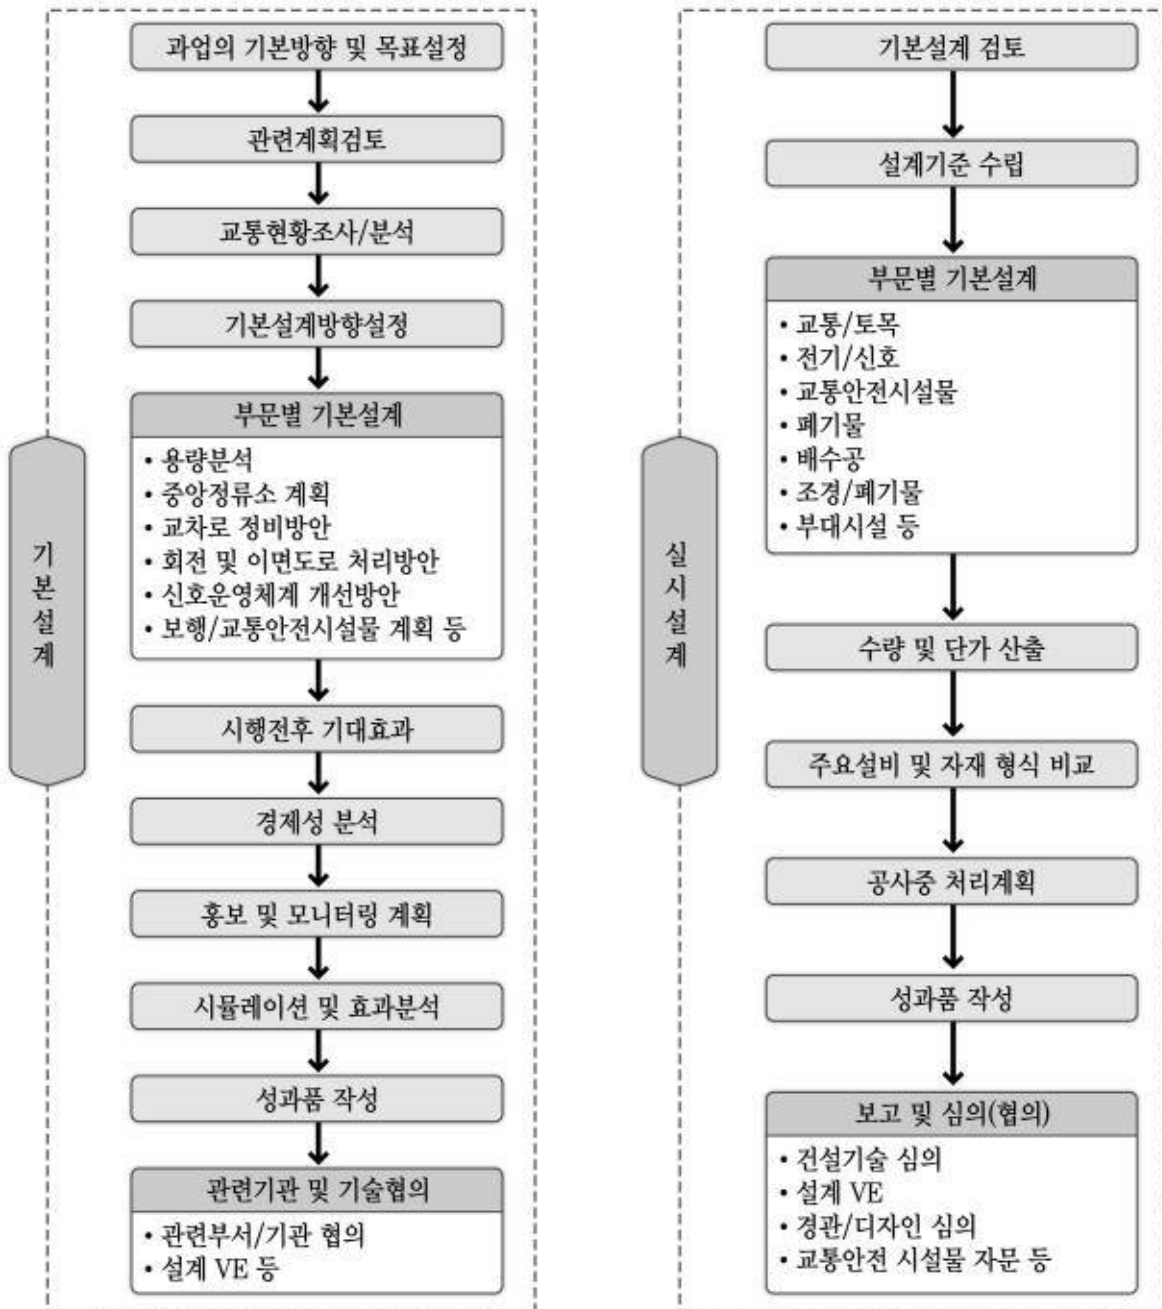 기본설계
과업의 기본방향 및 목표설정
관련계획검토
교통현황조사/분석
기본설계방향설정
부문별 기본설계
• 용량분석
• 중앙정류소 계획
• 교차로 정비방안
• 회전 및 이면도로 처리방안
• 신호운영체계 개선방안
• 보행/교통안전시설물 계획 등
시행전후 기대효과
경제성 분석
홍보 및 모니터링 계획
시뮬레이션 및 효과분석
성과품 작성
관련기관 및 기술협의
• 관련부서/기관 협의
• 설계 VE 등
실시설계
기본설계 검토
설계기준 수립
부문별 기본설계
• 교통/토목
• 전기/신호
• 교통안전시설물
• 폐기물
• 배수공
• 조경/폐기물
• 부대시설 등
수량 및 단가 산출
주요설비 및 자재 형식 비교
공사중 처리계획
성과품 작성
보고 및 심의(협의)
• 건설기술 심의
• 설계 VE
• 경관/디자인 심의
• 교통안전 시설물 자문 등